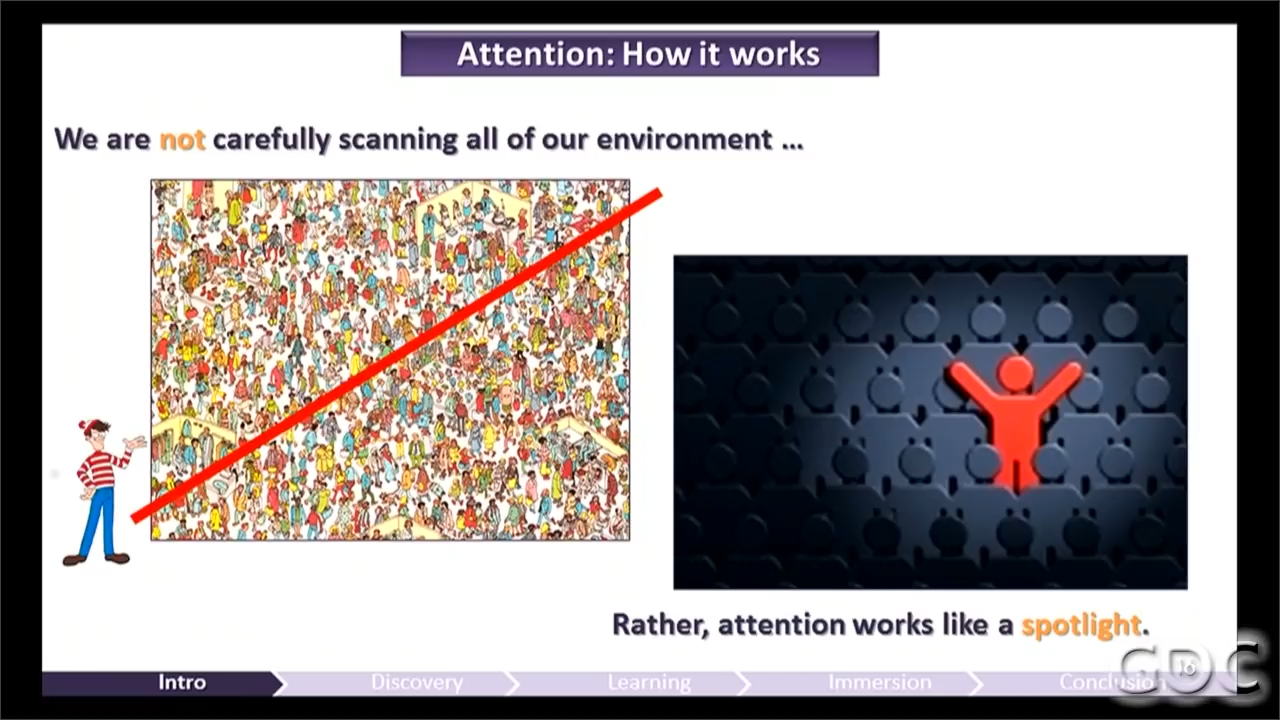 Attention: How it works
We are not carefully scanning all of our environment ...
Rather, attention works like a spotlight.
Intro
Discovery
Learning
Immersion
Conclusion
16
GDC